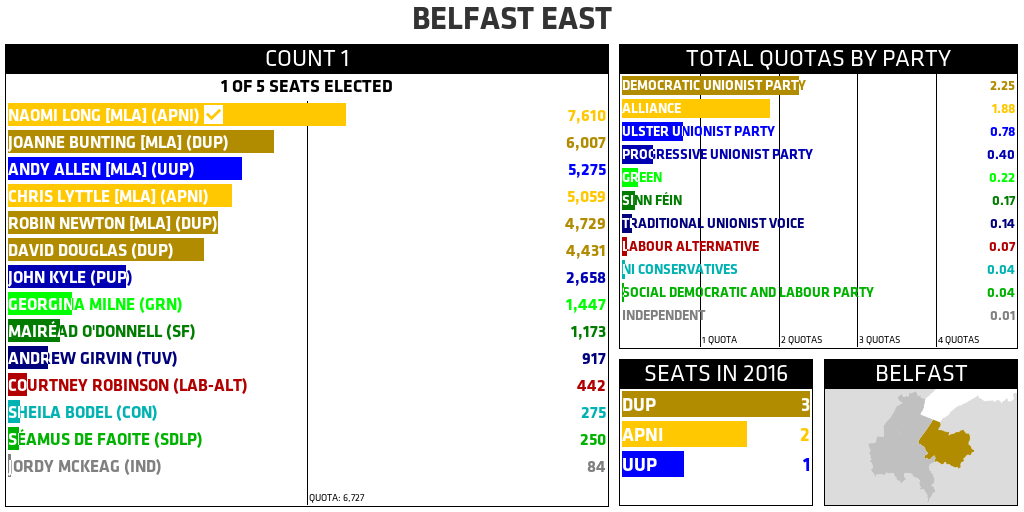 BELFAST EAST
COUNT 1
1 OF 5 SEATS ELECTED
NAOMI LONG [MLA] (APNI) 7,610
JOANNE BUNTING [MLA] (DUP) 6,007
ANDY ALLEN [MLA] (UUP) 5,275
CHRIS LYTTLE [MLA] (APNI) 5,059
ROBIN NEWTON [MLA] (DUP) 4,729
DAVID DOUGLAS (DUP) 4,431
JOHN KYLE (PUP) 2,658
GEORGINA MILNE (GRN) 1,447
MAIRÉAD O'DONNELL (SF) 1,173
ANDREW GIRVIN (TUV) 917
COURTNEY ROBINSON (LAB-ALT) 442
SHEILA BODEL (CON) 275
SÉAMUS DE FAOITE (SDLP) 250
JORDY MCKEAG (IND) 84
QUOTA: 6,727
TOTAL QUOTAS BY PARTY
DEMOCRATIC UNIONIST PARTY 2.25
ALLIANCE 1.88
ULSTER UNIONIST PARTY 0.78
PROGRESSIVE UNIONIST PARTY 0.40
GREEN 0.22
SINN FÉIN 0.17
TRADITIONAL UNIONIST VOICE 0.14
LABOUR ALTERNATIVE 0.07
NI CONSERVATIVES 0.04
SOCIAL DEMOCRATIC AND LABOUR PARTY 0.04
INDEPENDENT 0.01
1 QUOTA 2 QUOTAS 3 QUOTAS 4 QUOTAS
SEATS IN 2016
DUP 3
APNI 2
UUP 1
BELFAST